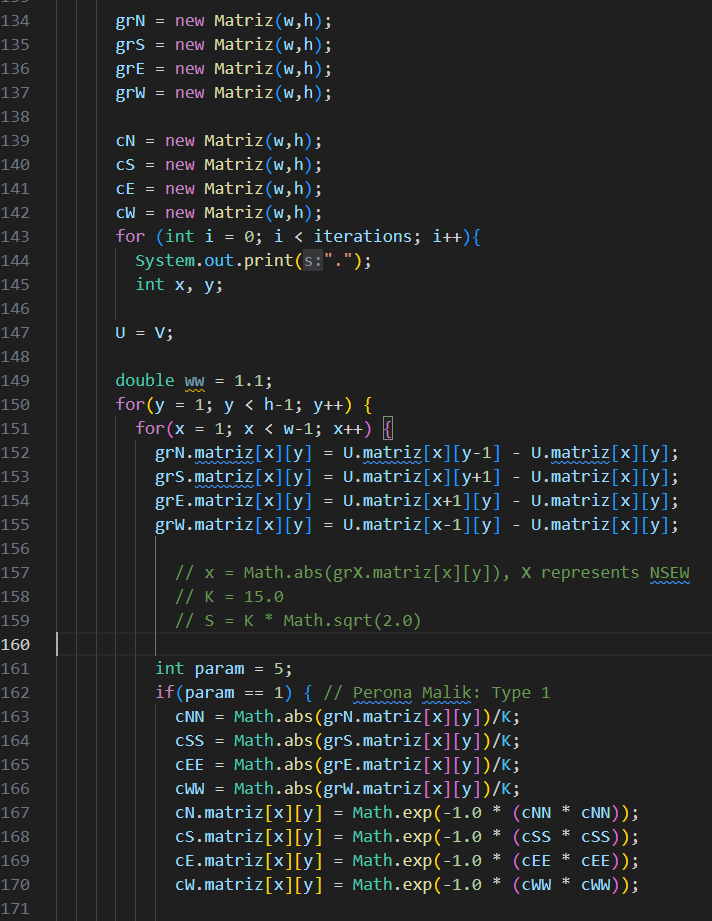 134 grN = new Matriz(w,h);
135 grS = new Matriz(w,h);
136 grE = new Matriz(w,h);
137 grW = new Matriz(w,h);
138
139 cN = new Matriz(w,h);
140 cS = new Matriz(w,h);
141 cE = new Matriz(w,h);
142 cW = new Matriz(w,h);
143 for (int i = 0; i < iterations; i++){
144 System.out.print(s:".");
145 int x, y;
146
147 U = V;
148
149 double ww = 1.1;
150 for(y = 1; y < h-1; y++) {
151 for(x = 1; x < w-1; x++) {
152 grN.matriz[x][y] = U.matriz[x][y-1] - U.matriz[x][y];
153 grS.matriz[x][y] = U.matriz[x][y+1] - U.matriz[x][y];
154 grE.matriz[x][y] = U.matriz[x+1][y] - U.matriz[x][y];
155 grW.matriz[x][y] = U.matriz[x-1][y] - U.matriz[x][y];
156
157 // x = Math.abs(grX.matriz[x][y]), X represents NSEW
158 // K = 15.0
159 // S = K * Math.sqrt(2.0)
160
161 int param = 5;
162 if(param == 1) { // Perona Malik: Type 1
163 cNN = Math.abs(grN.matriz[x][y])/K;
164 cSS = Math.abs(grS.matriz[x][y])/K;
165 cEE = Math.abs(grE.matriz[x][y])/K;
166 cWW = Math.abs(grW.matriz[x][y])/K;
167 cN.matriz[x][y] = Math.exp(-1.0 * (cNN * cNN));
168 cS.matriz[x][y] = Math.exp(-1.0 * (cSS * cSS));
169 cE.matriz[x][y] = Math.exp(-1.0 * (cEE * cEE));
170 cW.matriz[x][y] = Math.exp(-1.0 * (cWW * cWW));
171